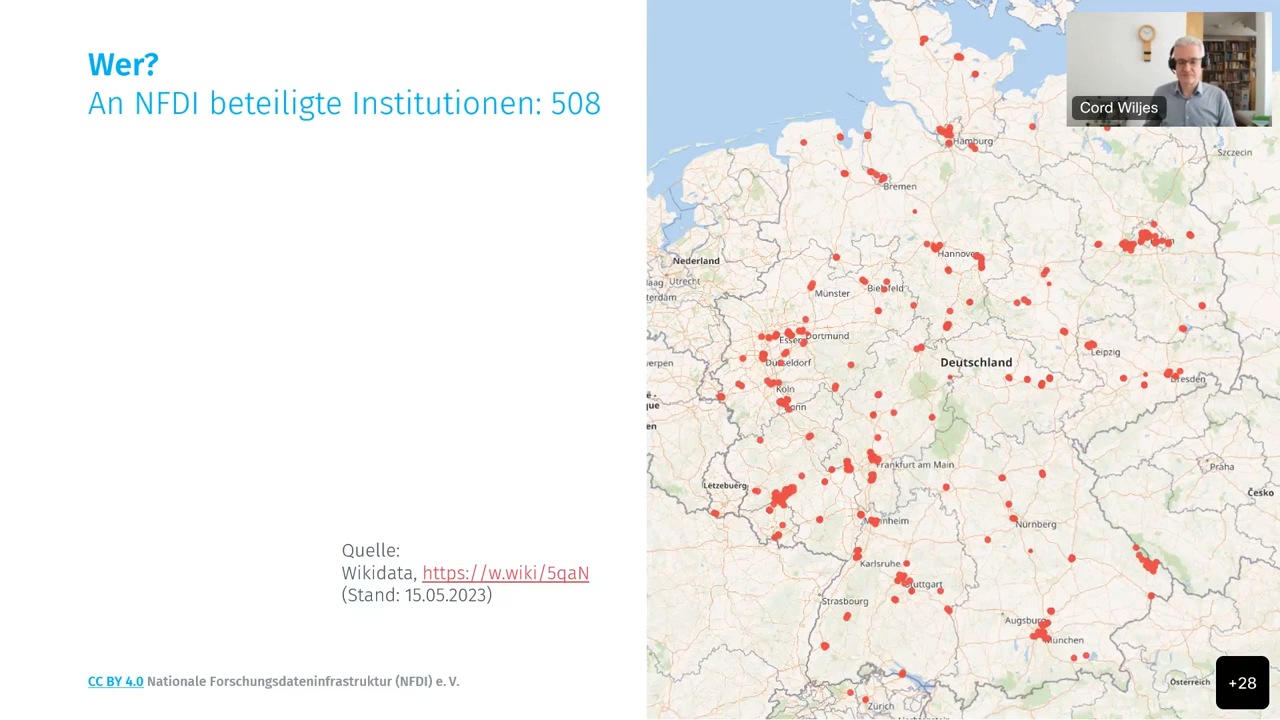 Wer?
An NFDI beteiligte Institutionen: 508
Quelle:
Wikidata, https://w.wiki/5qaN
(Stand: 15.05.2023)
CC BY 4.0 Nationale Forschungsdateninfrastruktur (NFDI) e. V.
Cord Wiljes
Hamburg
Szczecin
Bremen
Nederland
Hannover
Utrecht
Münster
Bielefeld
Essen
Dortmund
Düsseldorf
Deutschland
Leipzig
Köln
Dresden
Bonn
Frankfurt am Main
Praha
Lëtzebuerg
Česko
Mannheim
Nürnberg
Karlsruhe
Stuttgart
Strasbourg
Augsburg
München
Österreich
Zürich
+28